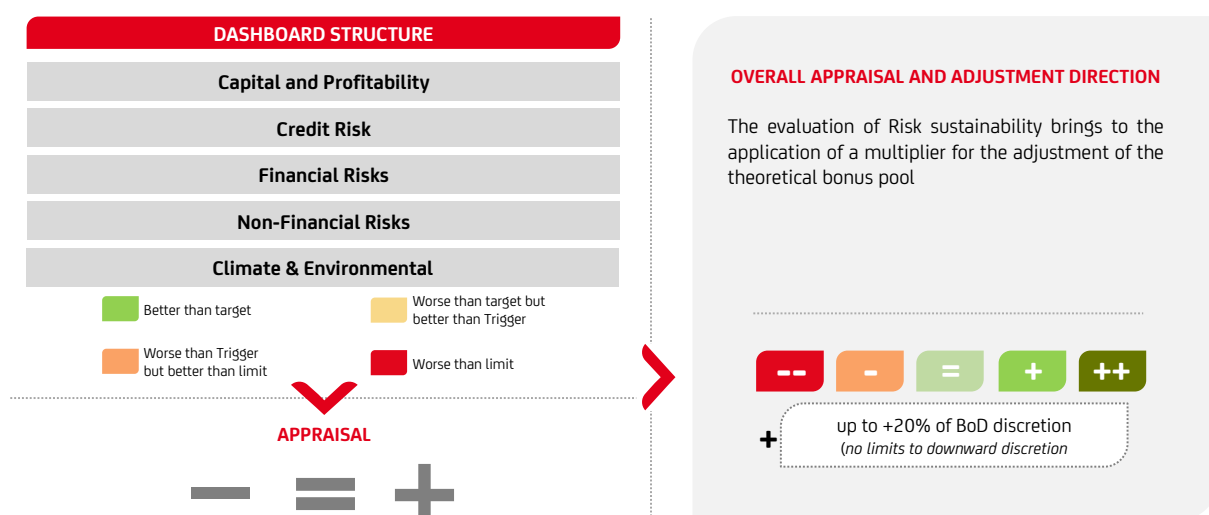 DASHBOARD STRUCTURE
Capital and Profitability
Credit Risk
Financial Risks
Non-Financial Risks
Climate & Environmental
Better than target
Worse than target but
better than Trigger
Worse than Trigger
but better than limit
Worse than limit
APPRAISAL
− = +
OVERALL APPRAISAL AND ADJUSTMENT DIRECTION
The evaluation of Risk sustainability brings to the
application of a multiplier for the adjustment of the
theoretical bonus pool
-- - = + ++
+
up to +20% of BoD discretion
(no limits to downward discretion